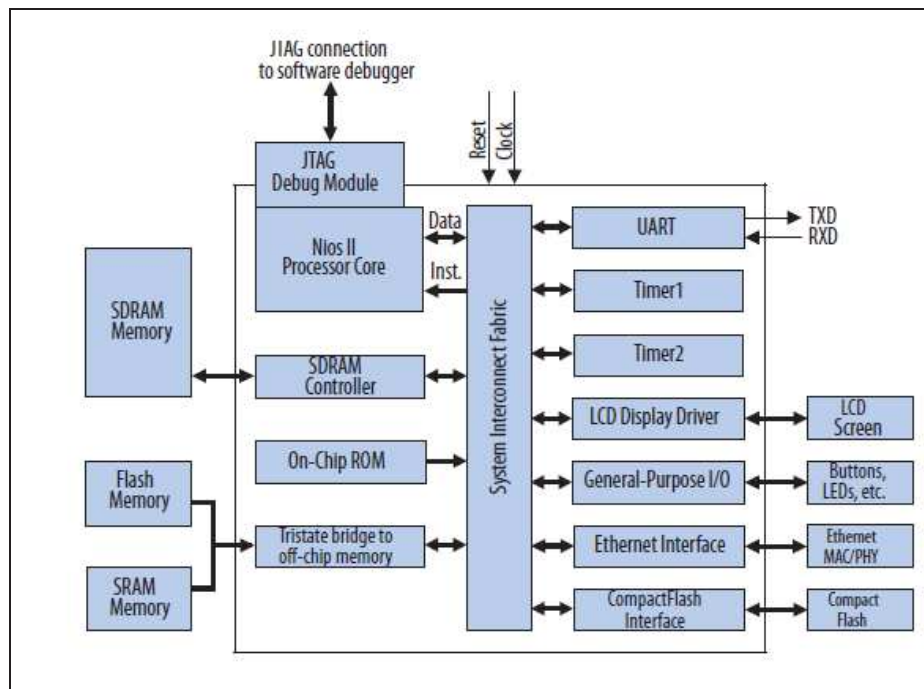 JIAG connection
to software debugger
Reset
Clock
JTAG
Debug Module
Nios II
Processor Core
Data
Inst.
System Interconnect Fabric
UART
TXD
RXD
Timer1
Timer2
SDRAM
Memory
SDRAM
Controller
LCD Display Driver
LCD
Screen
On-Chip ROM
General-Purpose I/O
Buttons,
LEDs, etc.
Flash
Memory
Tristate bridge to
off-chip memory
Ethernet Interface
Ethernet
MAC/PHY
SRAM
Memory
CompactFlash
Interface
Compact
Flash